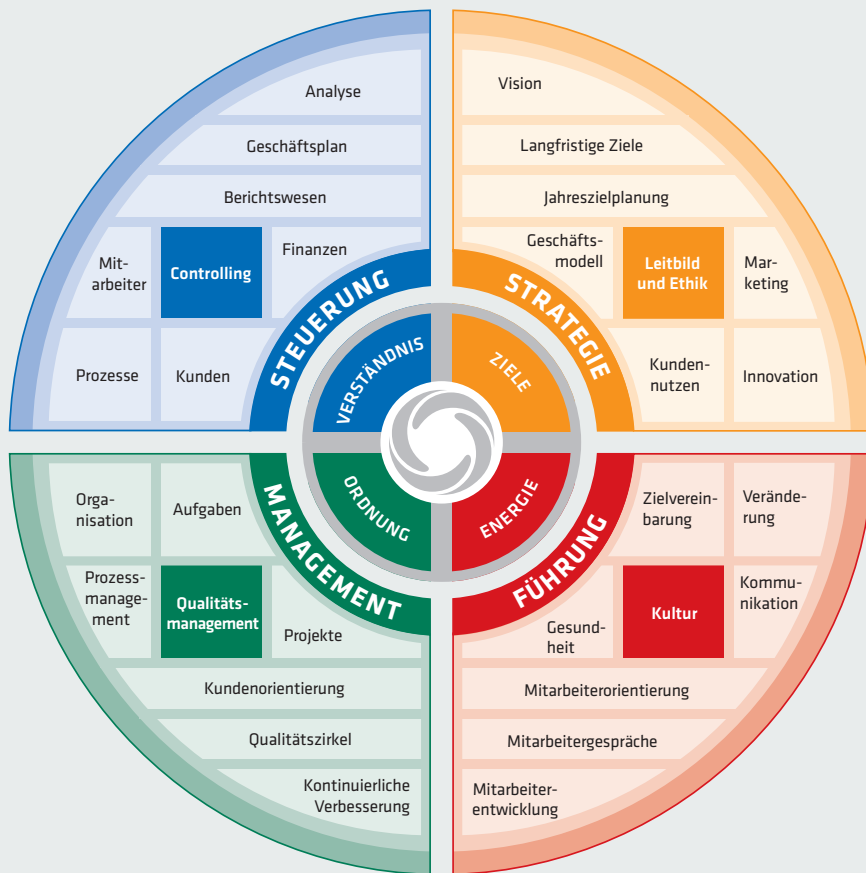 Analyse
Geschäftsplan
Berichtswesen
Mit-
arbeiter
Controlling
Finanzen
Prozesse
Kunden
STEUERUNG
VERSTÄNDNIS
Vision
Langfristige Ziele
Jahreszielplanung
Geschäfts-
modell
Leitbild
und Ethik
Mar-
keting
Kunden-
nutzen
Innovation
STRATEGIE
ZIELE
Orga-
nisation
Aufgaben
Prozess-
manage-
ment
Qualitäts-
management
Projekte
Kundenorientierung
Qualitätszirkel
Kontinuierliche
Verbesserung
MANAGEMENT
ORDNUNG
Zielverein-
barung
Verände-
rung
Gesund-
heit
Kultur
Kommu-
nikation
Mitarbeiterorientierung
Mitarbeitergespräche
Mitarbeiter-
entwicklung
FÜHRUNG
ENERGIE